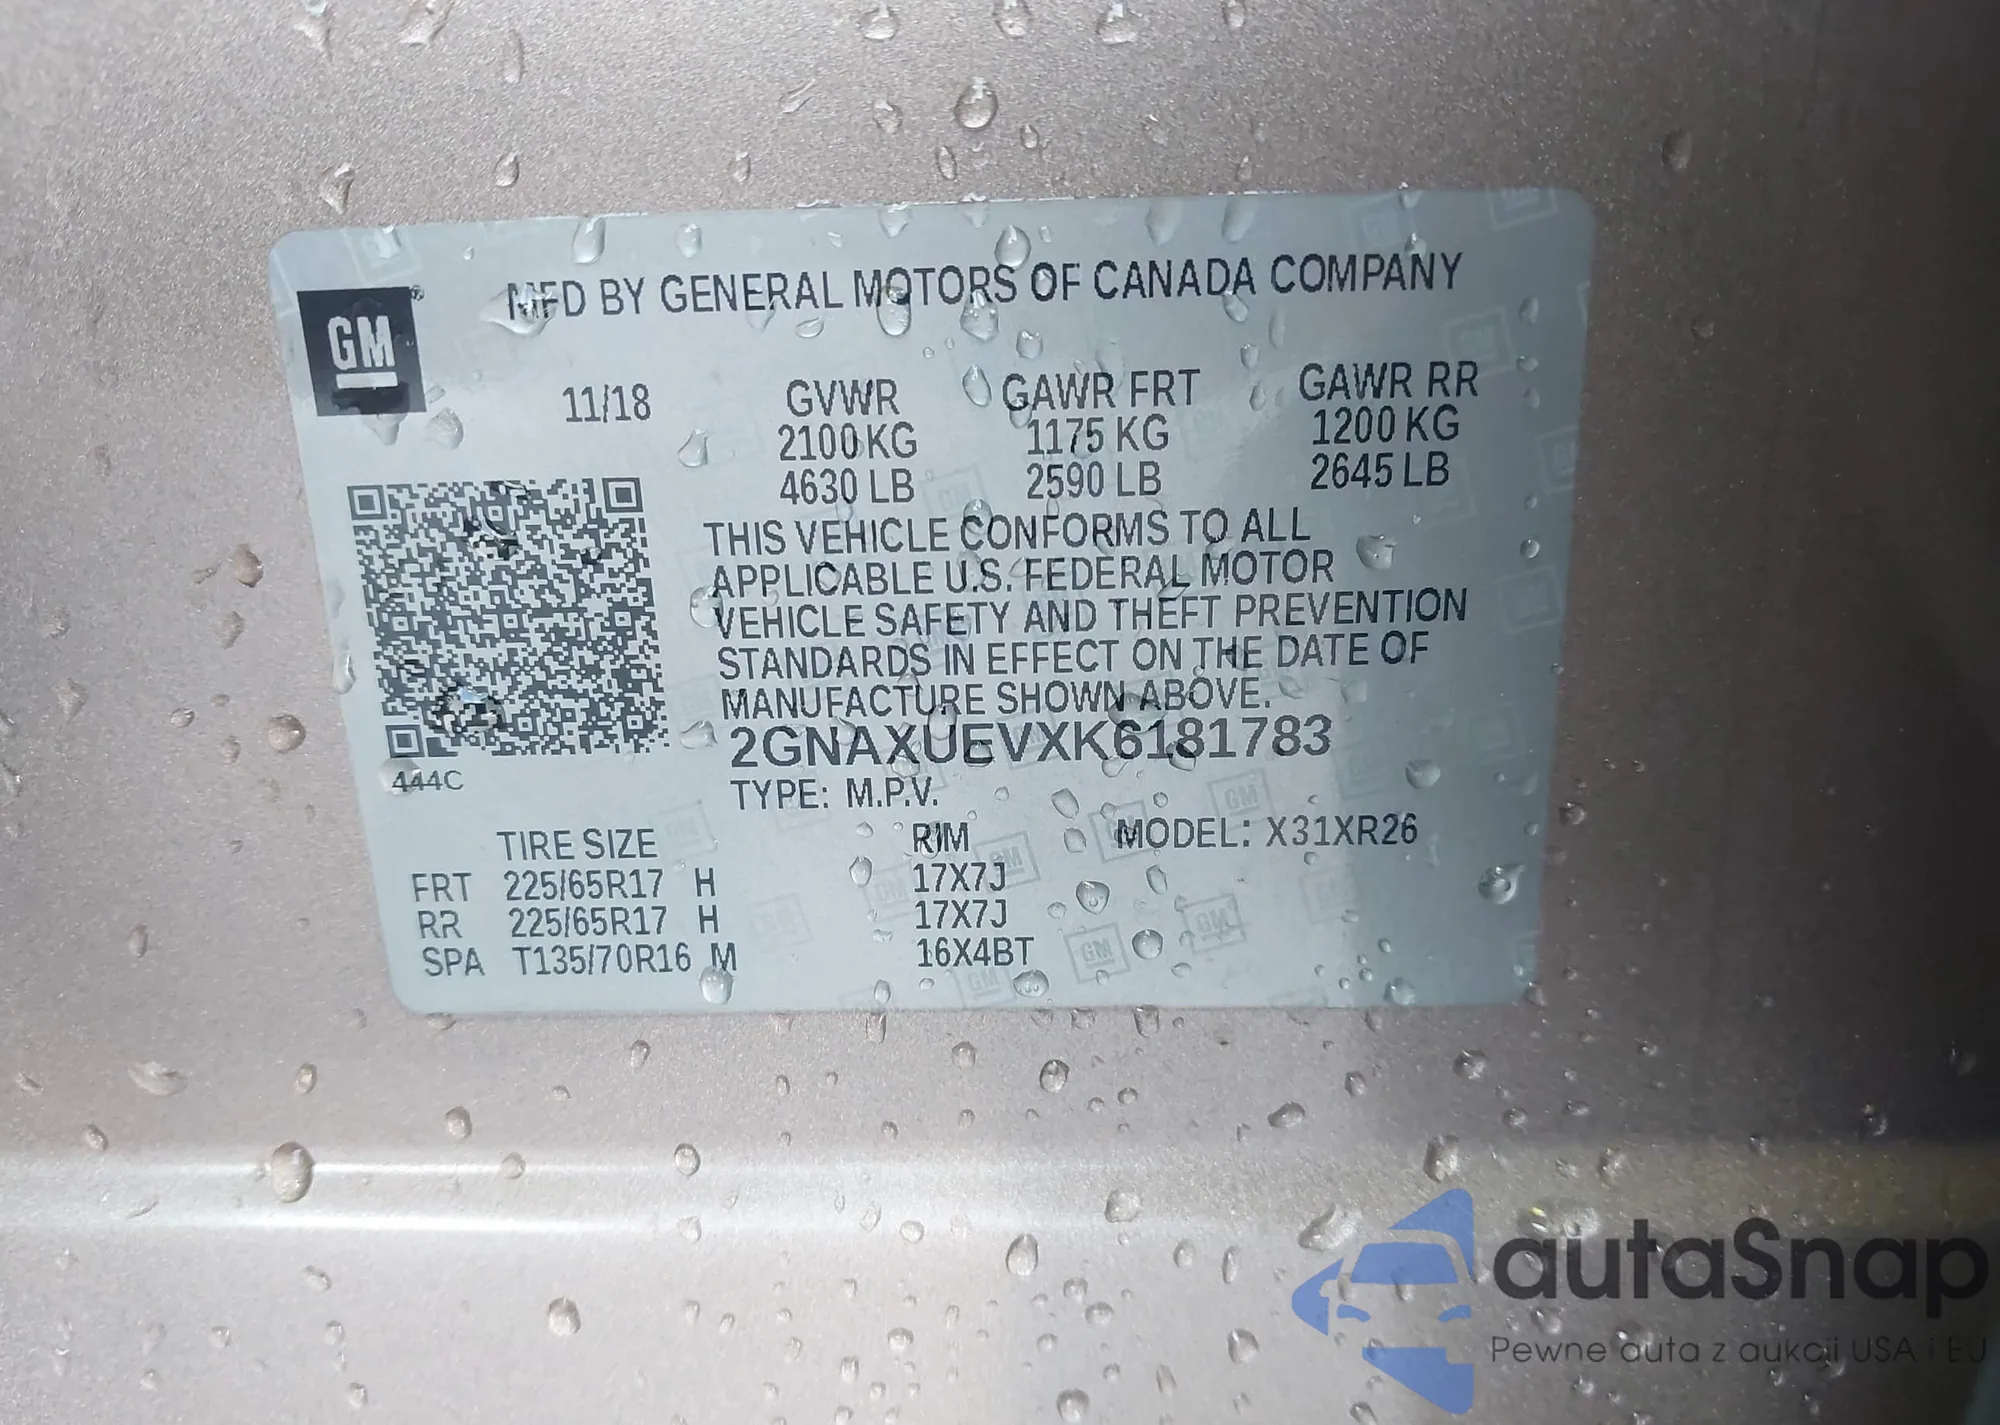 MFD BY GENERAL MOTORS OF CANADA COMPANY
GM
11/18 GVWR GAWR FRT GAWR RR
2100 KG 1175 KG 1200 KG
4630 LB 2590 LB 2645 LB
THIS VEHICLE CONFORMS TO ALL
APPLICABLE U.S. FEDERAL MOTOR
VEHICLE SAFETY AND THEFT PREVENTION
STANDARDS IN EFFECT ON THE DATE OF
MANUFACTURE SHOWN ABOVE.
2GNAXUEVXK6181783
444C
TYPE: M.P.V.
TIRE SIZE RIM MODEL: X31XR26
FRT 225/65R17 H 17X7J
RR 225/65R17 H 17X7J
SPA T135/70R16 M 16X4BT
autaSnap
Pewne auta z aukcji USA i EU